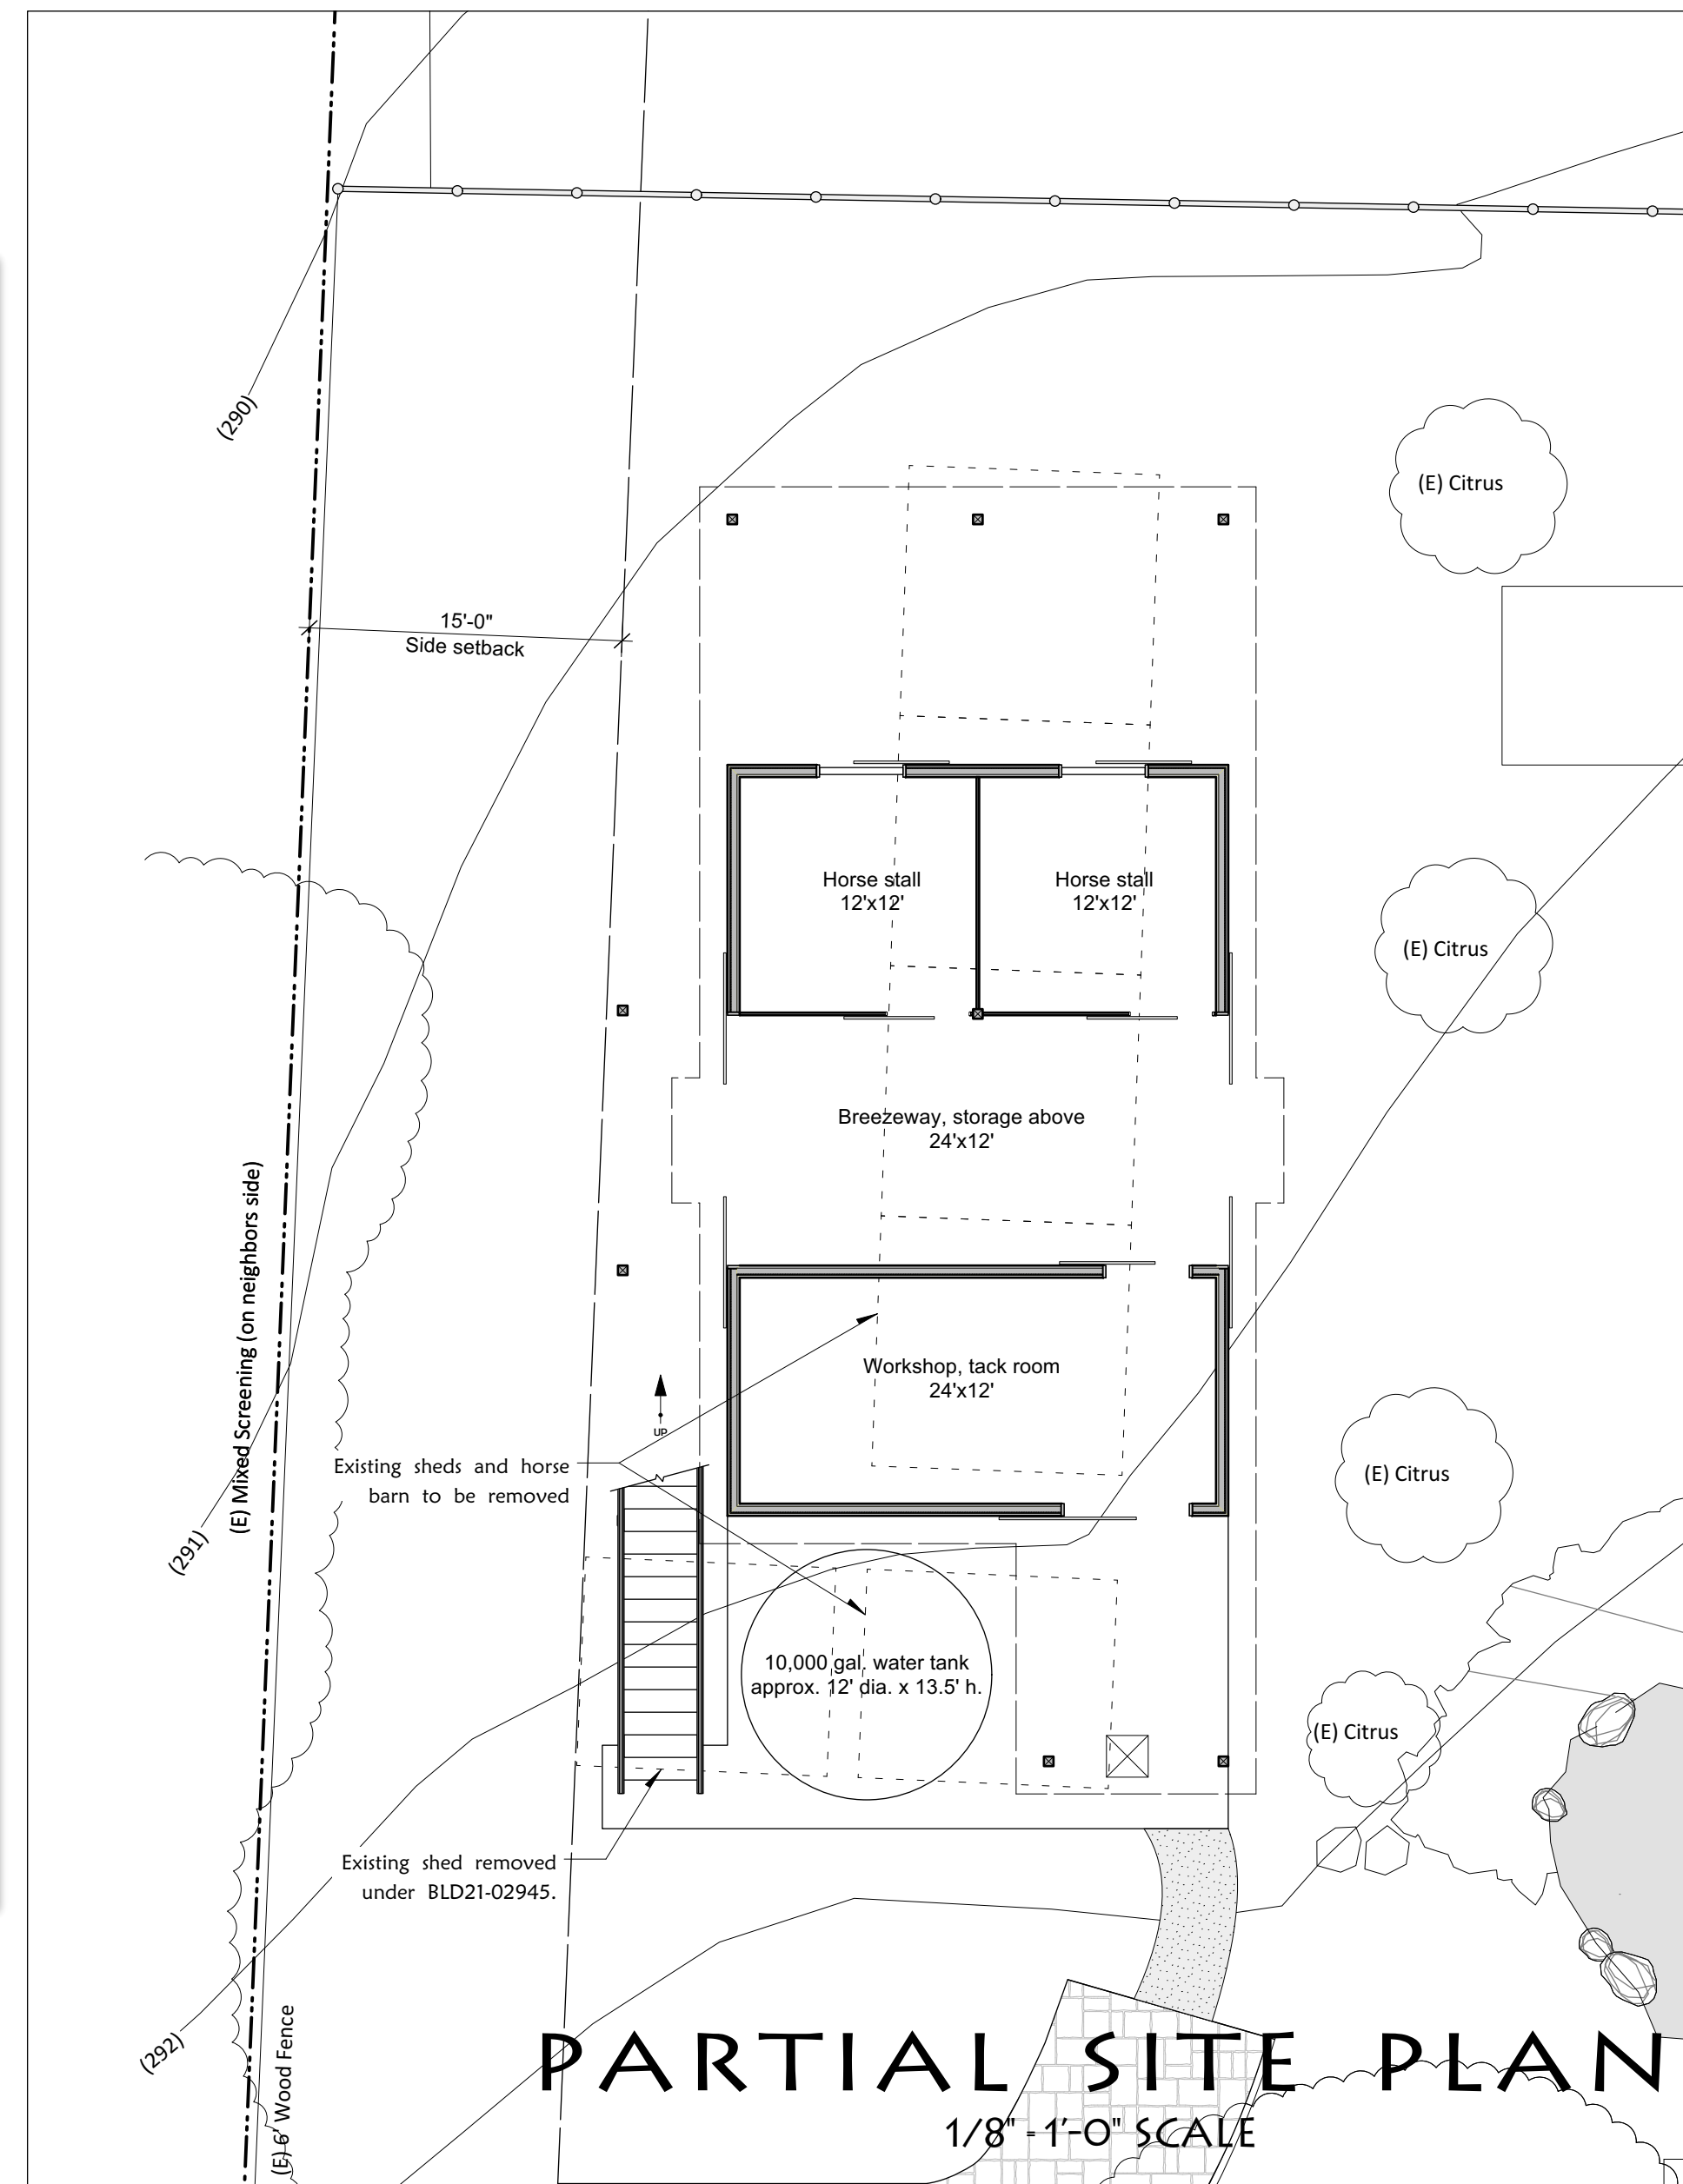 (290)
(E) Citrus
15'-0"
Side setback
Horse stall
12'x12'
Horse stall
12'x12'
(E) Citrus
Breezeway, storage above
24'x12'
(E) Mixed Screening (on neighbors side)
Workshop, tack room
24'x12'
UP
Existing sheds and horse
barn to be removed
(E) Citrus
(291)
10,000 gal. water tank
approx. 12' dia. x 13.5' h.
(E) Citrus
Existing shed removed
under BLD21-02945.
(292)
(E) 6' Wood Fence
PARTIAL SITE PLAN
1/8" = 1'-0" SCALE